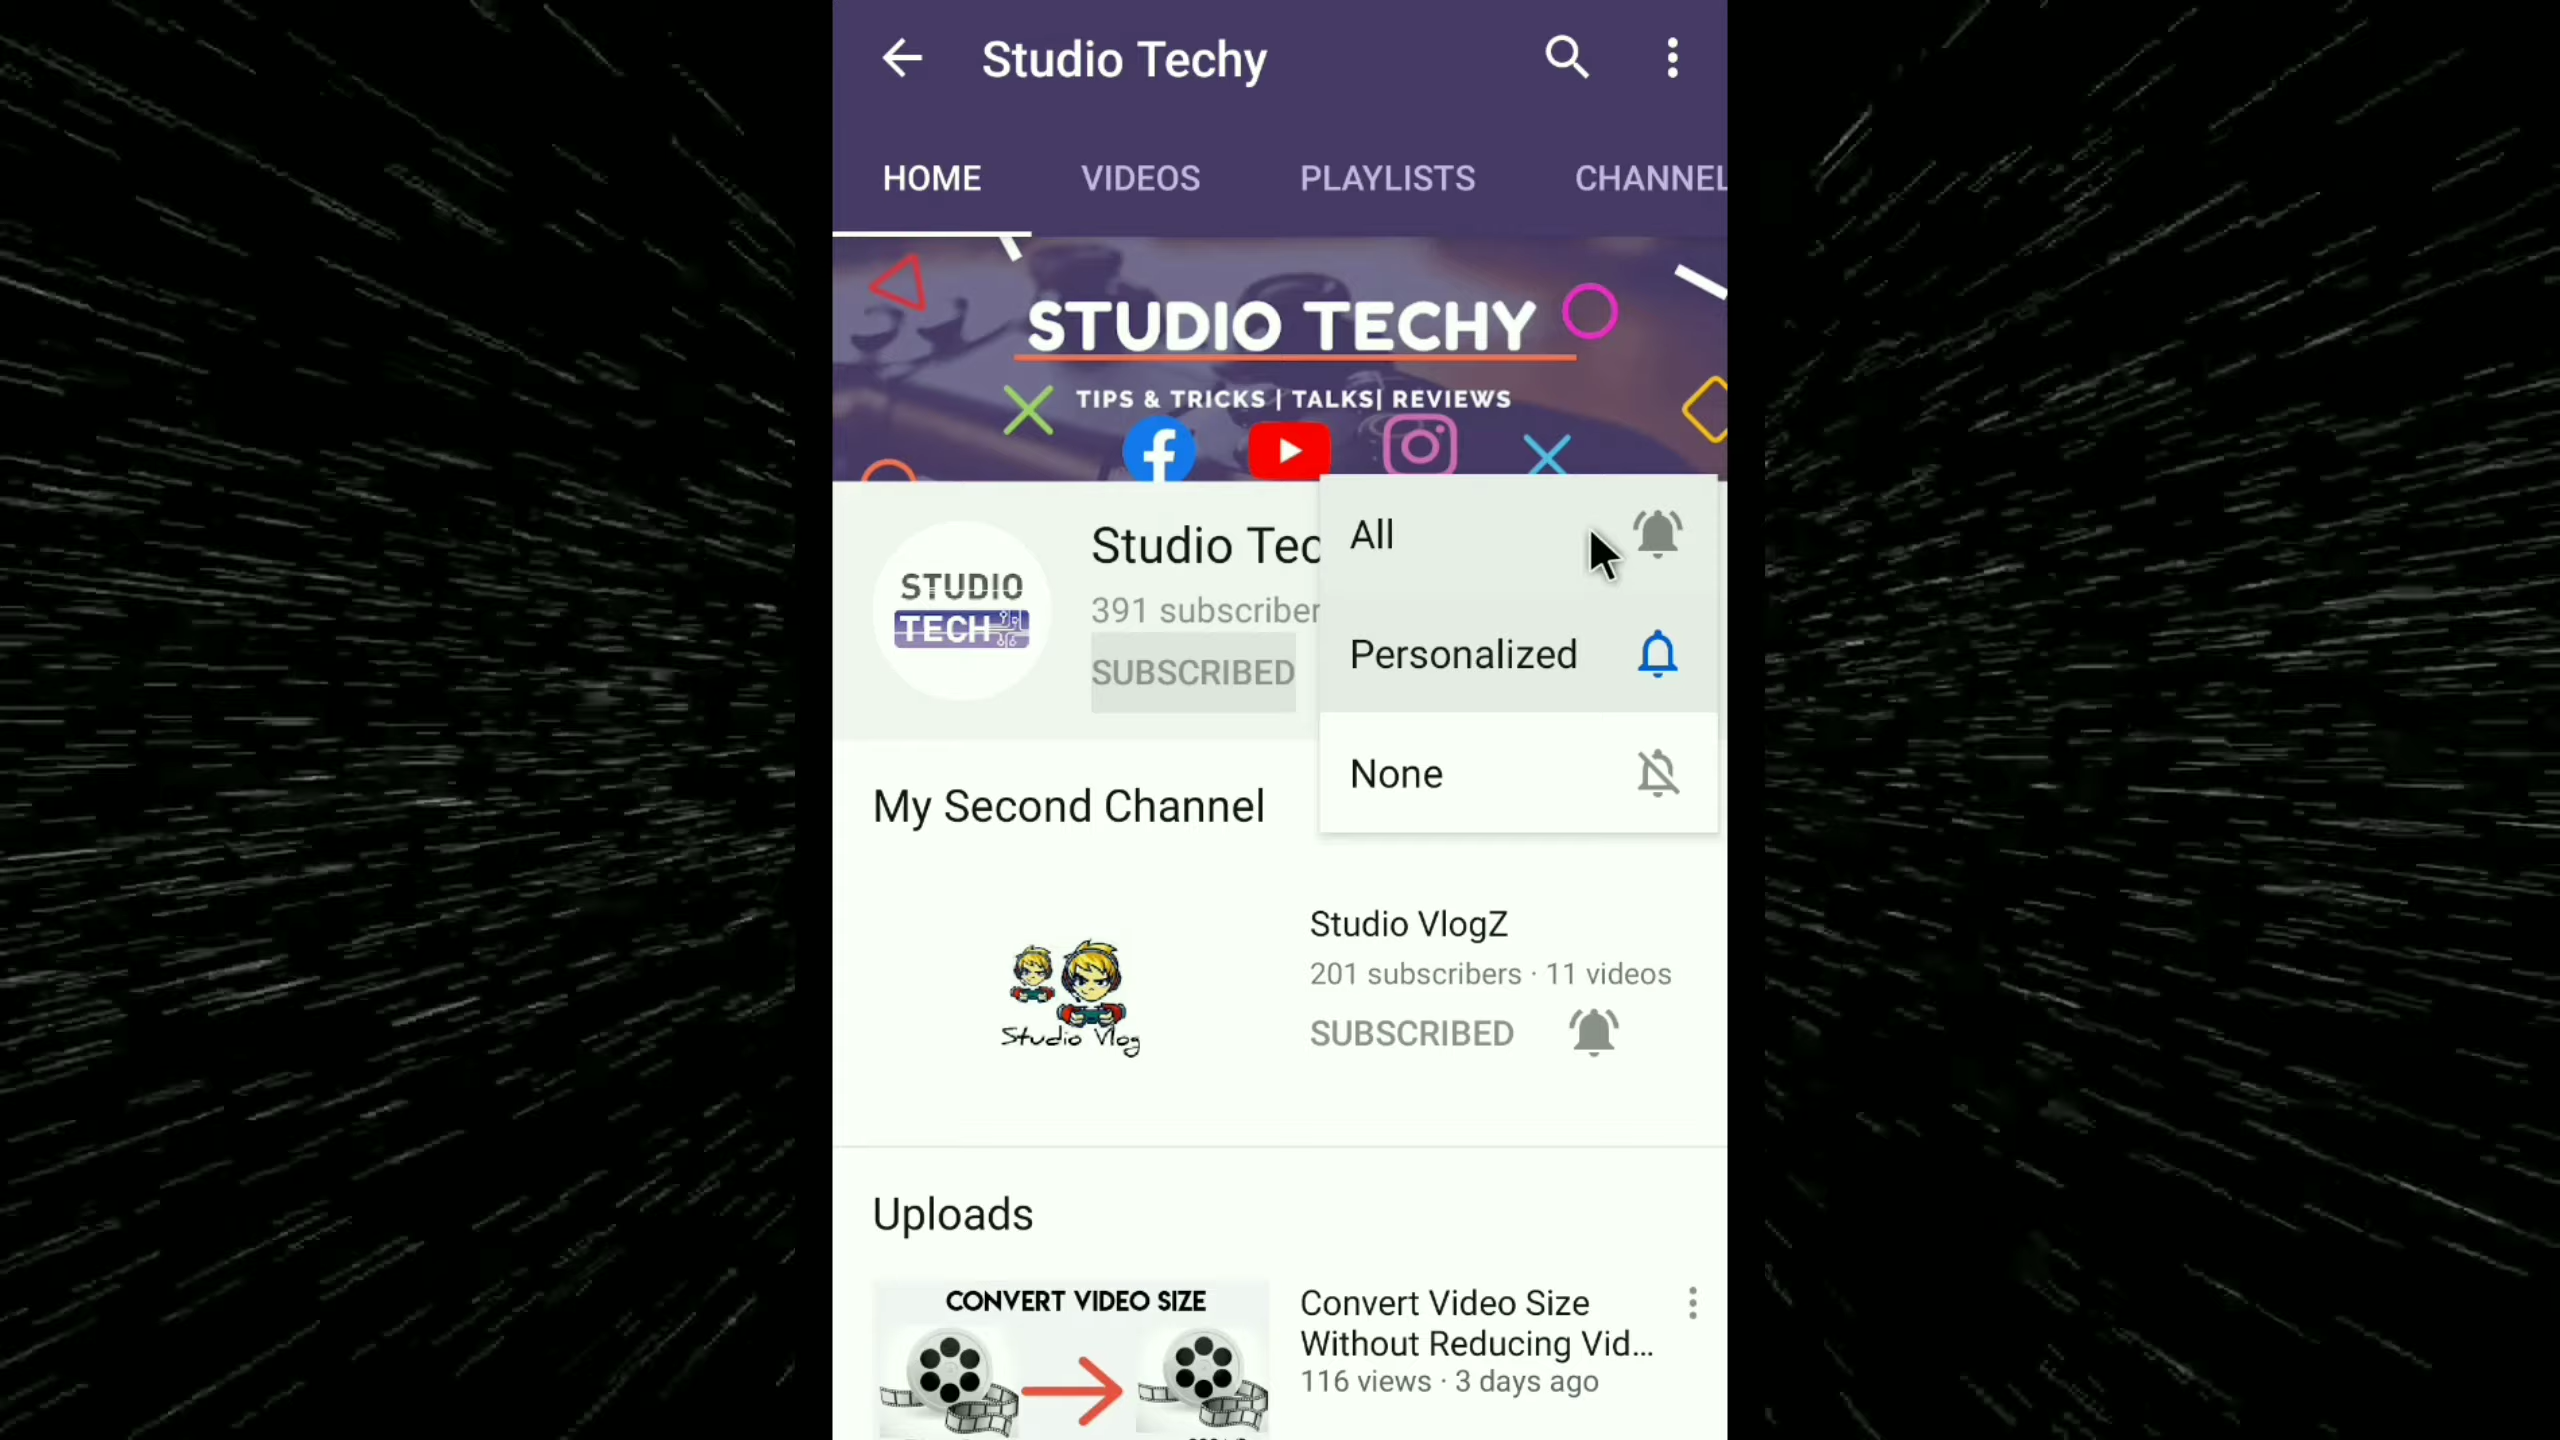 Studio Techy
HOME VIDEOS PLAYLISTS CHANNEL
STUDIO TECHY
TIPS & TRICKS | TALKS| REVIEWS
STUDIO
TECH
Studio Tec
391 subscriber
SUBSCRIBED
All
Personalized
None
My Second Channel
Studio Vlog
Studio VlogZ
201 subscribers · 11 videos
SUBSCRIBED
Uploads
CONVERT VIDEO SIZE
Convert Video Size
Without Reducing Vid...
116 views · 3 days ago